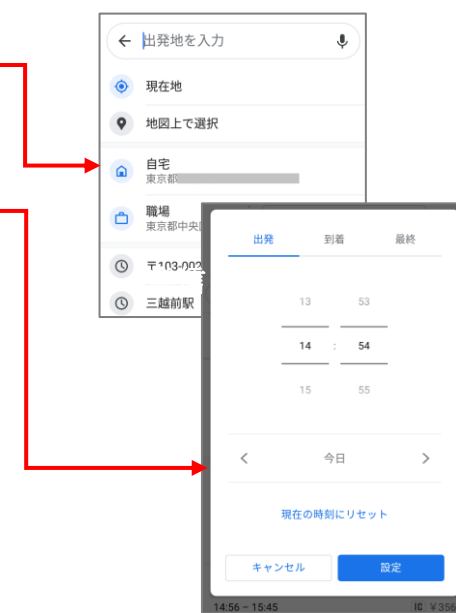 出発地を入力
現在地
地図上で選択
自宅
東京都
職場
東京都中央
〒103-002
三越前駅
出発 到着 最終
13 53
14 : 54
15 55
今日
現在の時刻にリセット
キャンセル 設定
14:56 – 15:45 IC ¥356